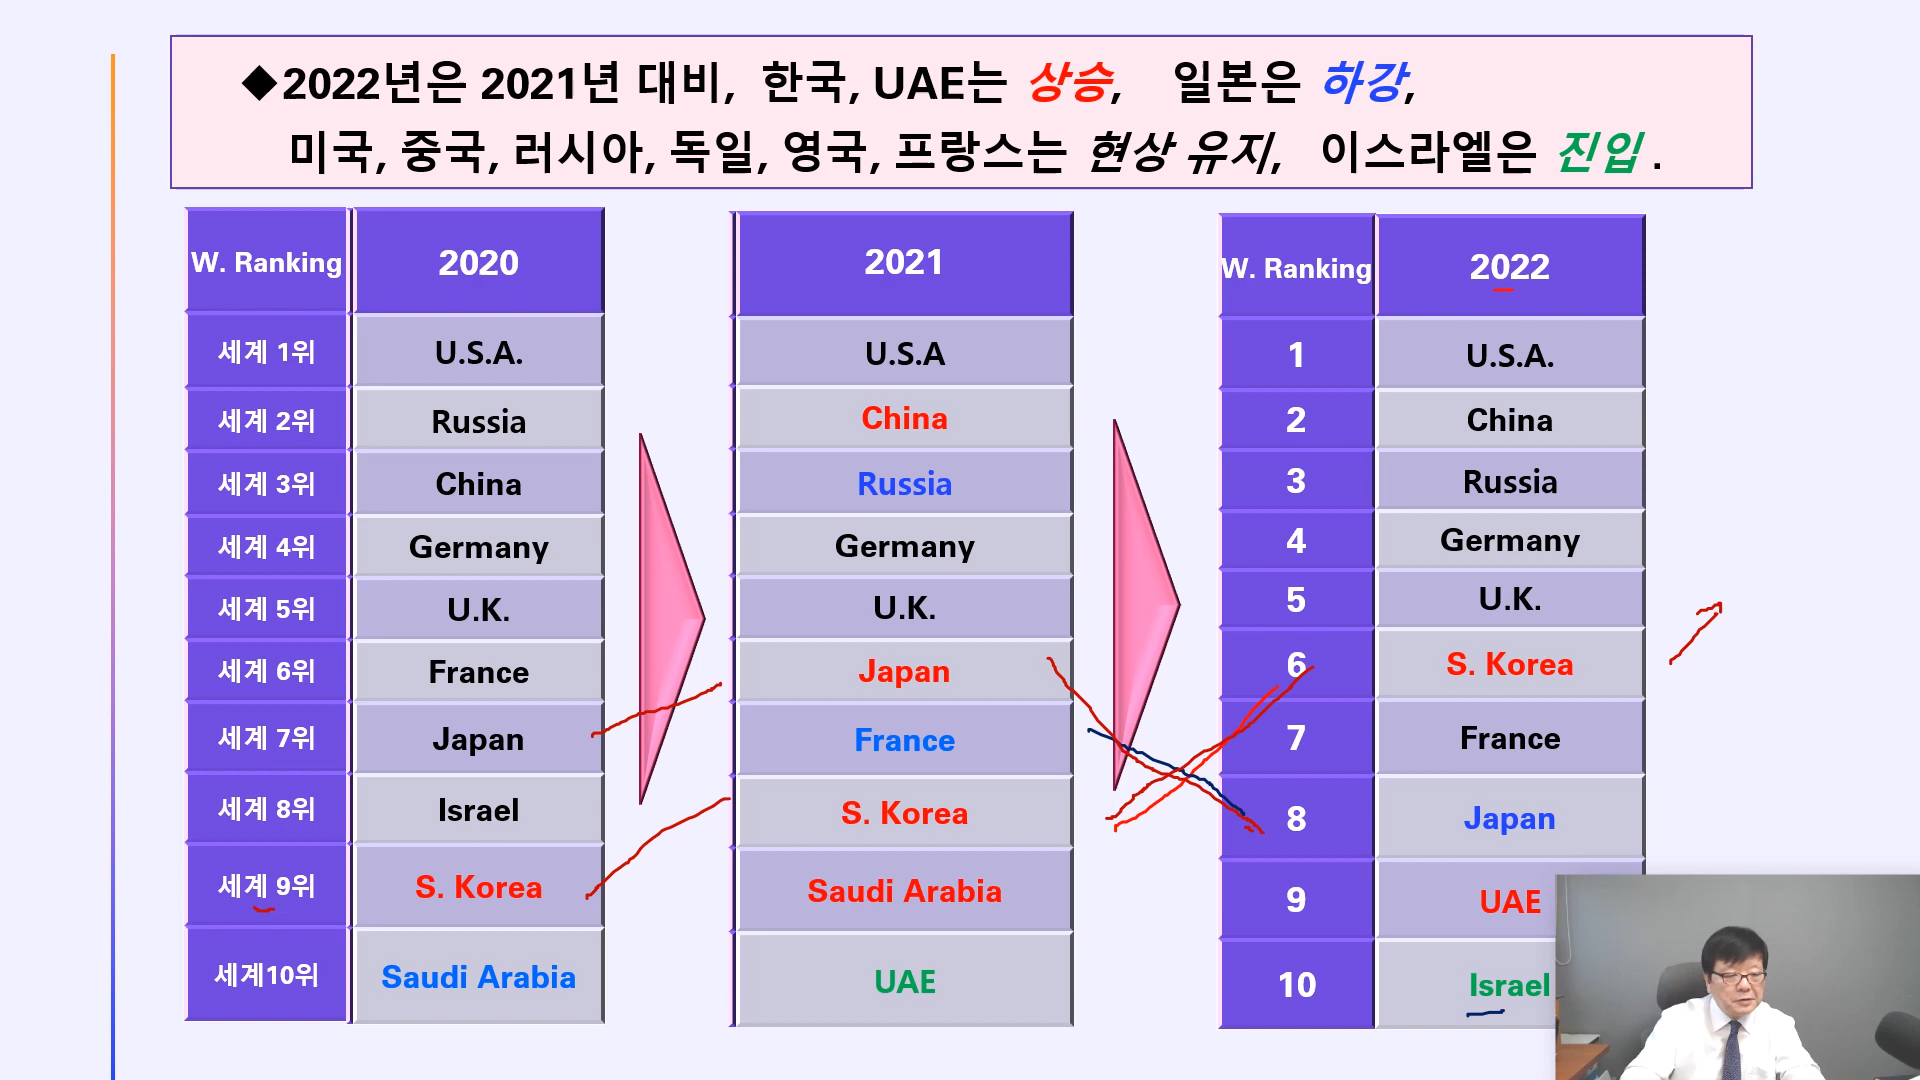 ◆2022년은 2021년 대비, 한국, UAE는 상승, 일본은 하강,
미국, 중국, 러시아, 독일, 영국, 프랑스는 현상 유지, 이스라엘은 진입 .
W. Ranking 2020
세계 1위 U.S.A.
세계 2위 Russia
세계 3위 China
세계 4위 Germany
세계 5위 U.K.
세계 6위 France
세계 7위 Japan
세계 8위 Israel
세계 9위 S. Korea
세계10위 Saudi Arabia
2021
U.S.A
China
Russia
Germany
U.K.
Japan
France
S. Korea
Saudi Arabia
UAE
W. Ranking 2022
1 U.S.A.
2 China
3 Russia
4 Germany
5 U.K.
6 S. Korea
7 France
8 Japan
9 UAE
10 Israel